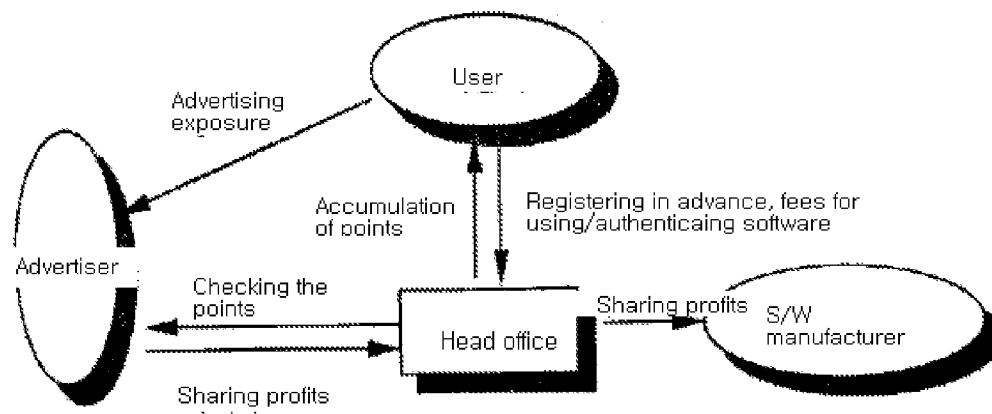 User
Advertising
exposure
Accumulation
of points
Registering in advance, fees for
using/authenticaing software
Advertiser
Checking the
points
Head office
Sharing profits
S/W
manufacturer
Sharing profits